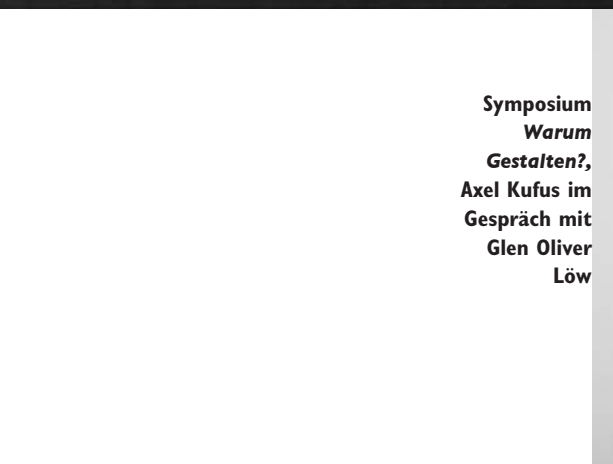 Symposium
Warum
Gestalten?,
Axel Kufus im
Gespräch mit
Glen Oliver
Löw